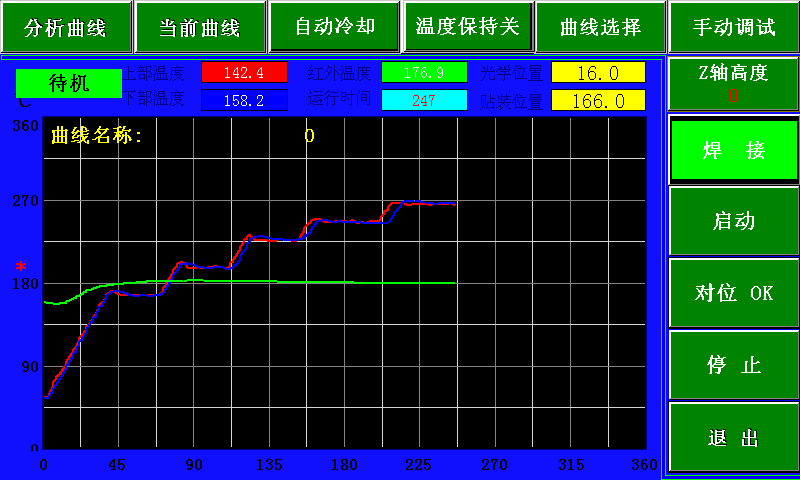 分析曲线 当前曲线 自动冷却 温度保持关 曲线选择 手动调试
待机 上部温度 142.4 红外温度 176.9 光学位置 16.0 Z轴高度
℃ 下部温度 158.2 运行时间 247 贴装位置 166.0
曲线名称: 0
360
270
*
180
90
0
0 45 90 135 180 225 270 315 360
焊 接
启动
对位 OK
停 止
退 出